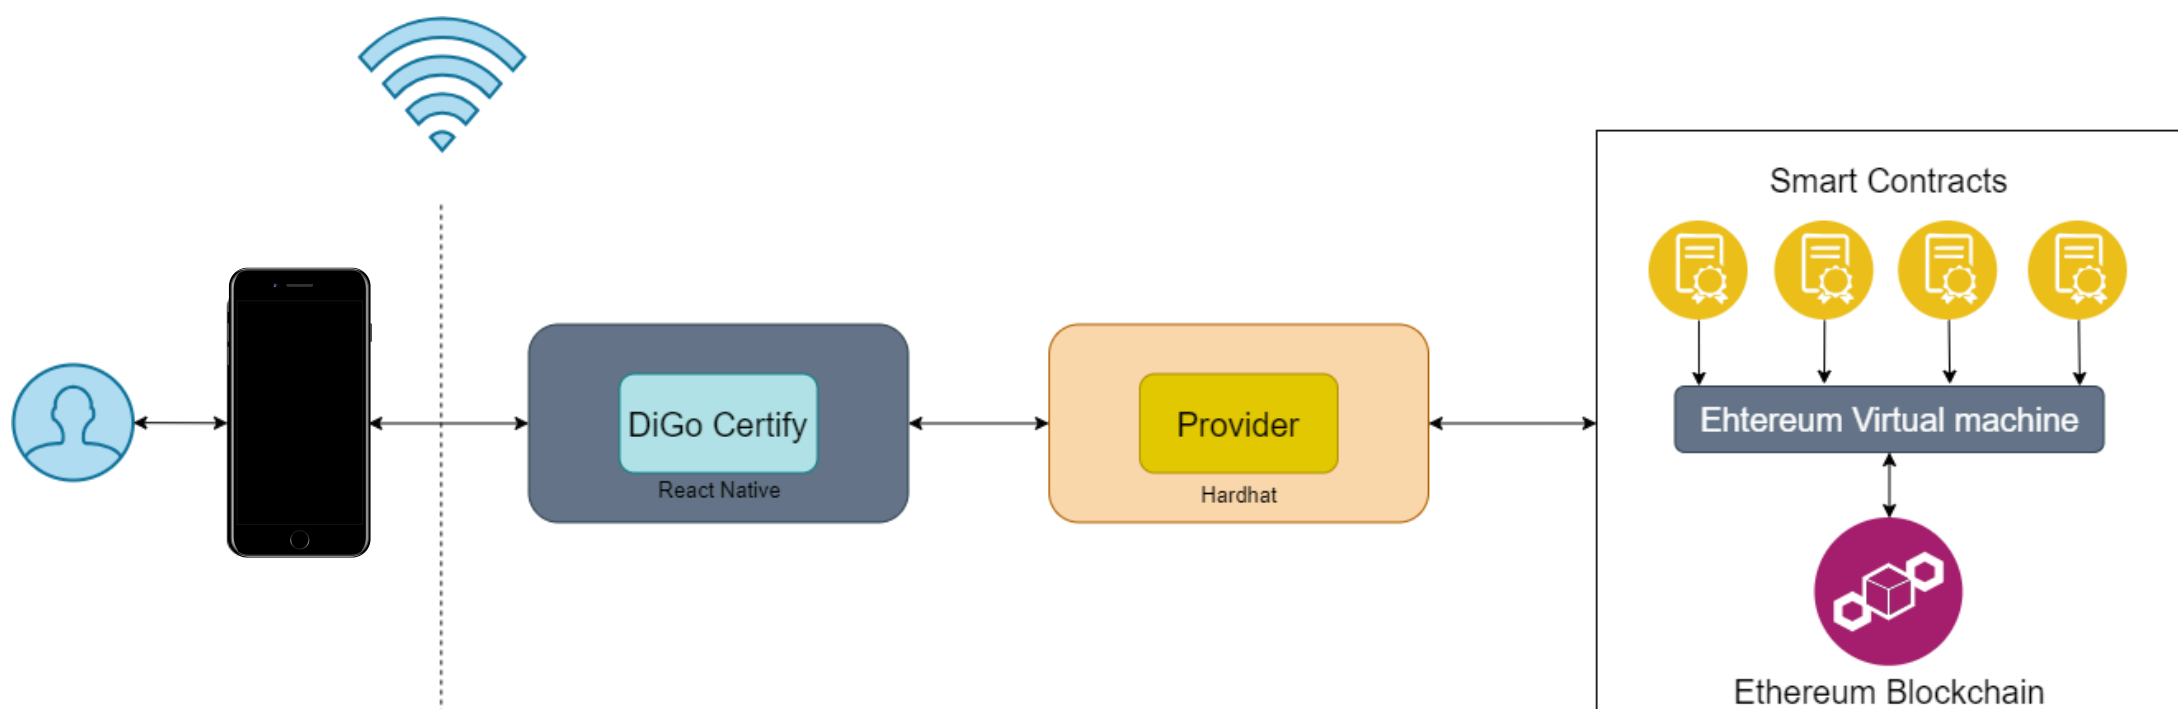 Smart Contracts
DiGo Certify
React Native
Provider
Hardhat
Ehtereum Virtual machine
Ethereum Blockchain